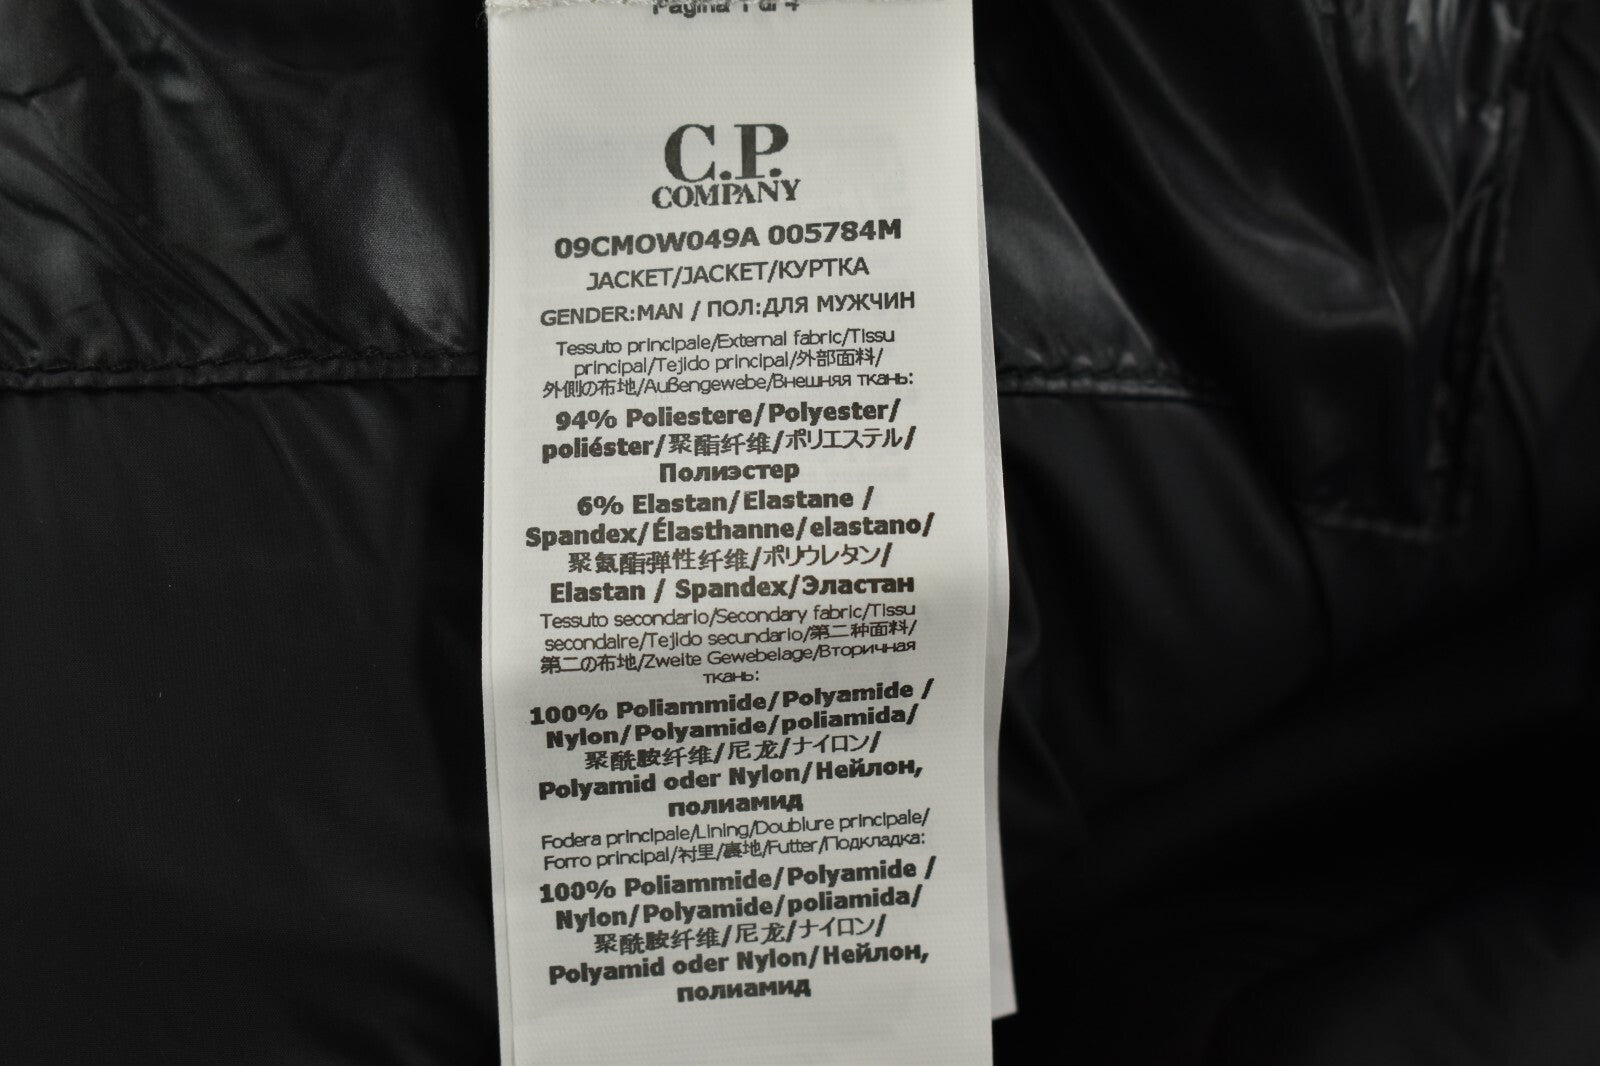 Pagina 1 di 4
C.P.
COMPANY
09CMOW049A 005784M
JACKET/JACKET/КУРТКА
GENDER:MAN / ПОЛ:ДЛЯ МУЖЧИН
Tessuto principale/External fabric/Tissu
principal/Tejido principal/外部面料/
外側の布地/Außengewebe/Внешняя ткань:
94% Poliestere/Polyester/
poliéster/聚酯纤维/ポリエステル/
Полиэстер
6% Elastan/Elastane /
Spandex/Élasthanne/elastano/
聚氨酯弹性纤维/ポリウレタン/
Elastan / Spandex/Эластан
Tessuto secondario/Secondary fabric/Tissu
secondaire/Tejido secundario/第二种面料/
第二の布地/Zweite Gewebelage/Вторичная
ткань:
100% Poliammide/Polyamide /
Nylon/Polyamide/poliamida/
聚酰胺纤维/尼龙/ナイロン/
Polyamid oder Nylon/Нейлон,
полиамид
Fodera principale/Lining/Doublure principale/
Forro principal/衬里/裏地/Futter/Подкладка:
100% Poliammide/Polyamide /
Nylon/Polyamide/poliamida/
聚酰胺纤维/尼龙/ナイロン/
Polyamid oder Nylon/Нейлон,
полиамид